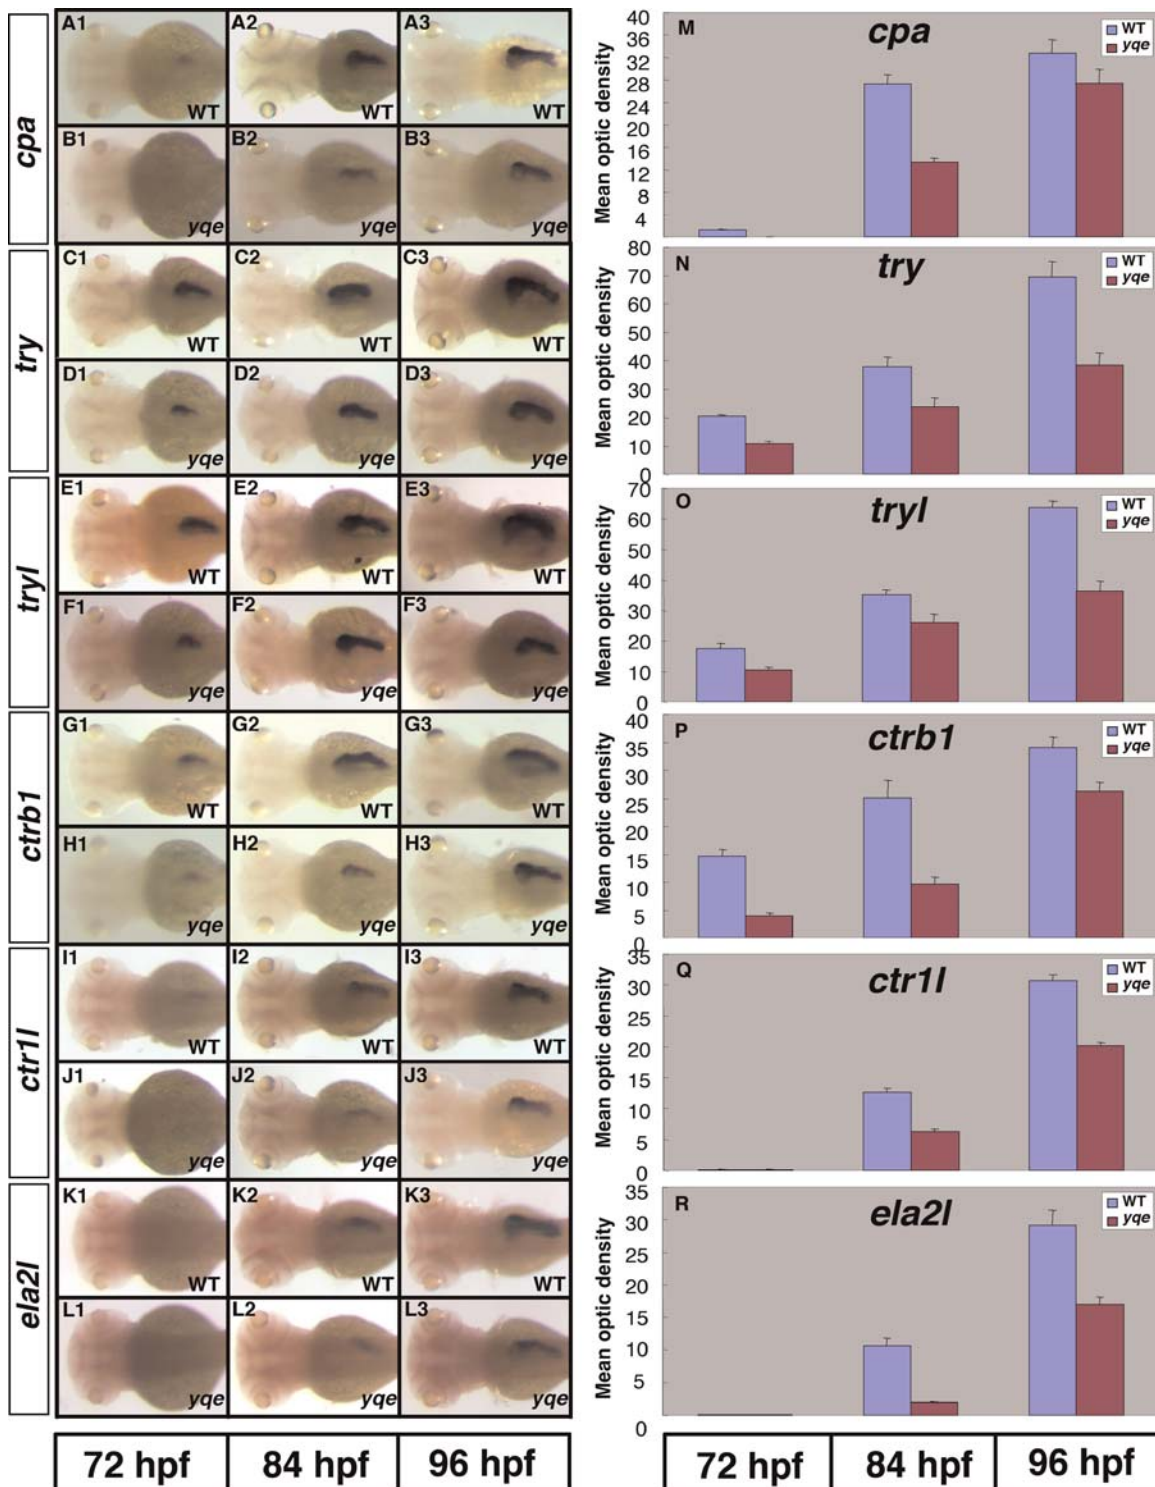 cpa
A1
A2
A3
WT
WT
WT
B1
B2
B3
yqe
yqe
yqe
try
C1
C2
C3
WT
WT
WT
D1
D2
D3
yqe
yqe
yqe
tryl
E1
E2
E3
WT
WT
WT
F1
F2
F3
yqe
yqe
yqe
ctrb1
G1
G2
G3
WT
WT
WT
H1
H2
H3
yqe
yqe
yqe
ctr1l
I1
I2
I3
WT
WT
WT
J1
J2
J3
yqe
yqe
yqe
ela2l
K1
K2
K3
WT
WT
WT
L1
L2
L3
yqe
yqe
yqe
72 hpf
84 hpf
96 hpf
M
cpa
WT
yqe
Mean optic density
40
36
32
28
24
20
16
12
8
4
N
try
WT
yqe
Mean optic density
80
70
60
50
40
30
20
10
0
O
tryl
WT
yqe
Mean optic density
70
60
50
40
30
20
10
0
P
ctrb1
WT
yqe
Mean optic density
40
35
30
25
20
15
10
5
0
Q
ctr1l
WT
yqe
Mean optic density
35
30
25
20
15
10
5
0
R
ela2l
WT
yqe
Mean optic density
35
30
25
20
15
10
5
0
72 hpf
84 hpf
96 hpf